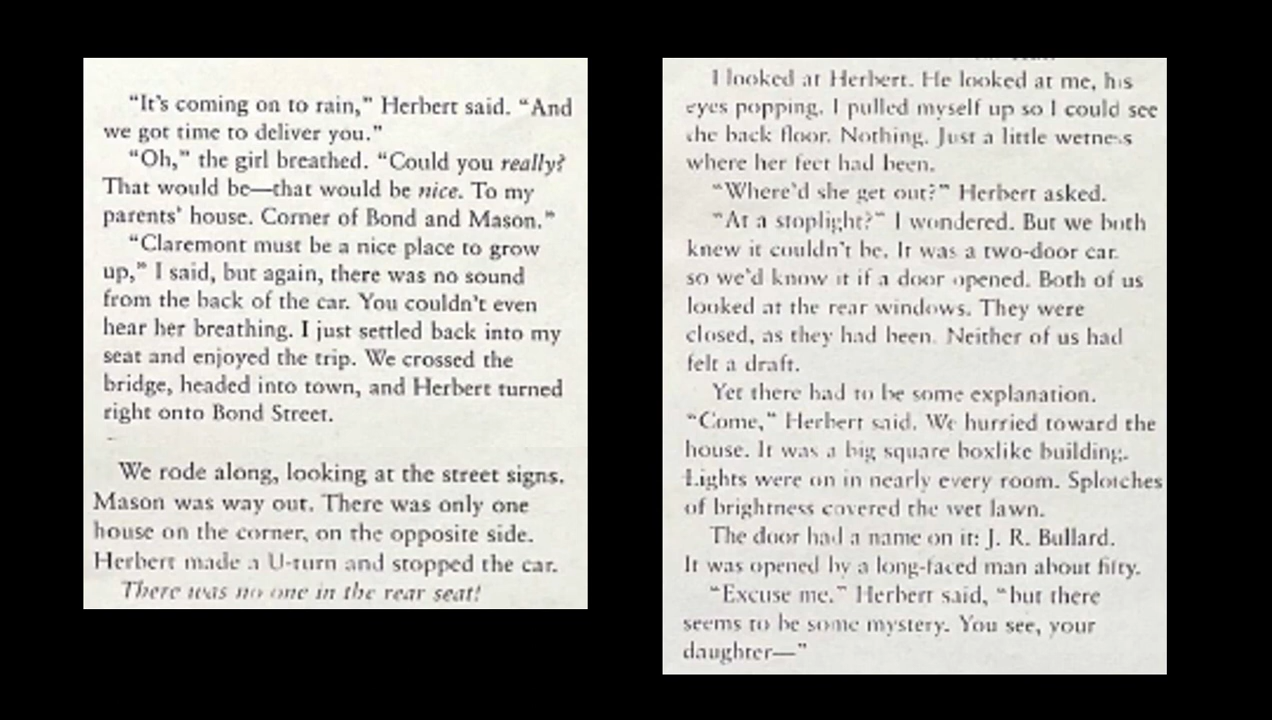 “It’s coming on to rain,” Herbert said. “And
we got time to deliver you.”
“Oh,” the girl breathed. “Could you really?
That would be—that would be nice. To my
parents’ house. Corner of Bond and Mason.”
“Claremont must be a nice place to grow
up,” I said, but again, there was no sound
from the back of the car. You couldn’t even
hear her breathing. I just settled back into my
seat and enjoyed the trip. We crossed the
bridge, headed into town, and Herbert turned
right onto Bond Street.
We rode along, looking at the street signs.
Mason was way out. There was only one
house on the corner, on the opposite side.
Herbert made a U-turn and stopped the car.
There was no one in the rear seat!
I looked at Herbert. He looked at me, his
eyes popping. I pulled myself up so I could see
the back floor. Nothing. Just a little wetness
where her feet had been.
“Where’d she get out?” Herbert asked.
“At a stoplight?” I wondered. But we both
knew it couldn’t be. It was a two-door car.
so we’d know it if a door opened. Both of us
looked at the rear windows. They were
closed, as they had been. Neither of us had
felt a draft.
Yet there had to be some explanation.
“Come,” Herbert said. We hurried toward the
house. It was a big square boxlike building.
Lights were on in nearly every room. Splotches
of brightness covered the wet lawn.
The door had a name on it: J. R. Bullard.
It was opened by a long-faced man about fifty.
“Excuse me.” Herbert said, “but there
seems to be some mystery. You see, your
daughter—”